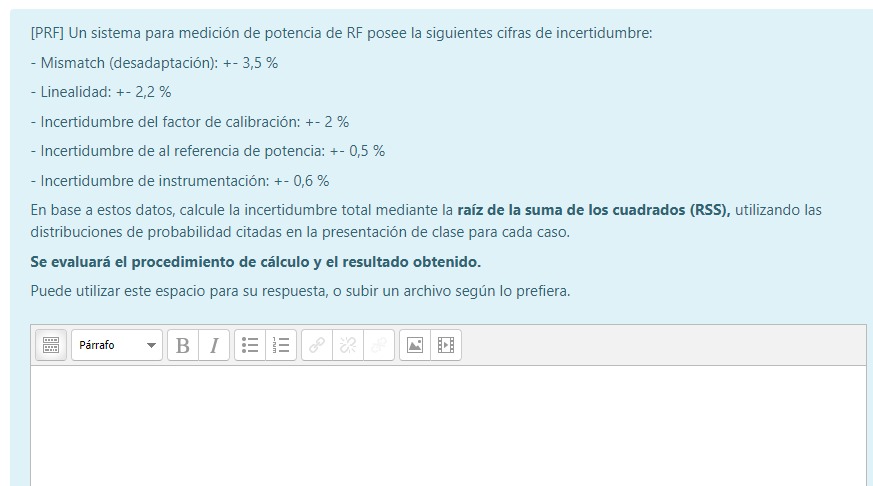 [PRF] Un sistema para medición de potencia de RF posee la siguientes cifras de incertidumbre:
- Mismatch (desadaptación): +- 3,5 %
- Linealidad: +- 2,2 %
- Incertidumbre del factor de calibración: +- 2 %
- Incertidumbre de al referencia de potencia: +- 0,5 %
- Incertidumbre de instrumentación: +- 0,6 %
En base a estos datos, calcule la incertidumbre total mediante la raíz de la suma de los cuadrados (RSS), utilizando las
distribuciones de probabilidad citadas en la presentación de clase para cada caso.
Se evaluará el procedimiento de cálculo y el resultado obtenido.
Puede utilizar este espacio para su respuesta, o subir un archivo según lo prefiera.
Párrafo B I